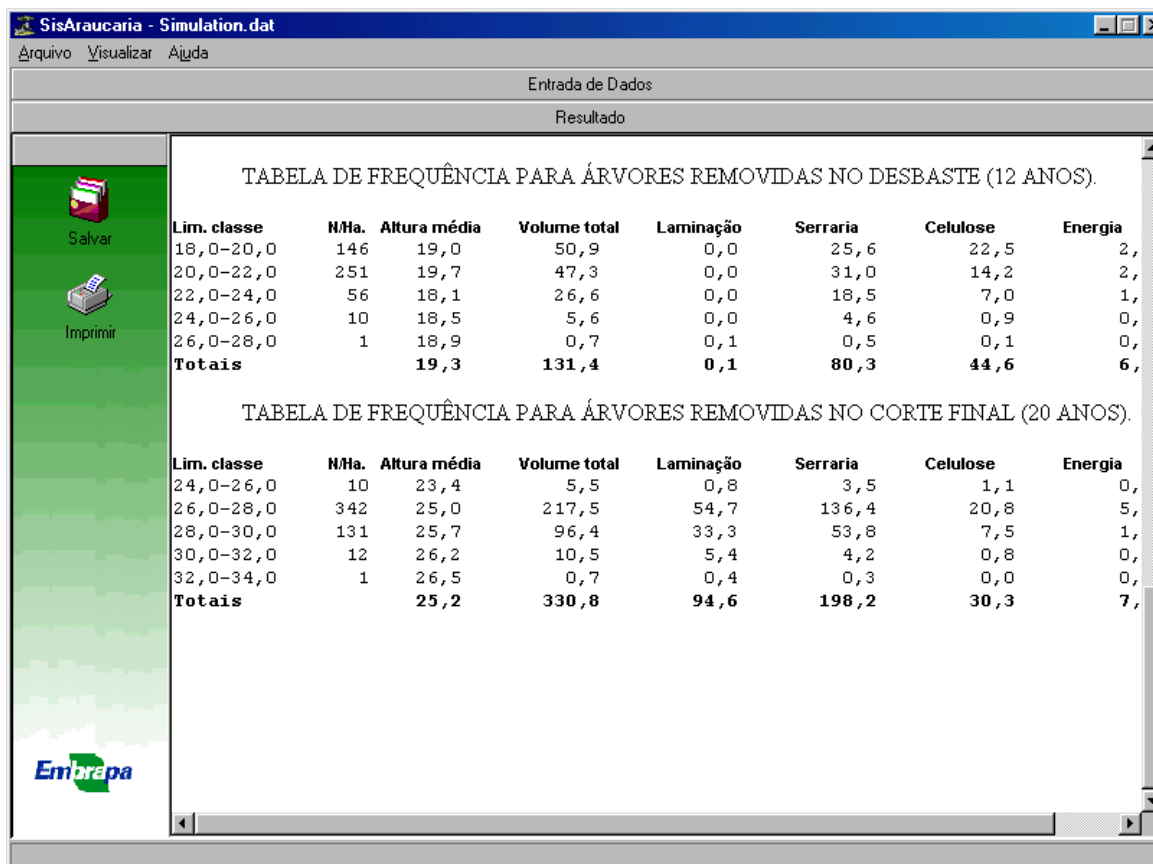 SisAraucaria - Simulation.dat
Arquivo Visualizar Ajuda
Entrada de Dados
Resultado
Salvar
Imprimir
TABELA DE FREQUÊNCIA PARA ÁRVORES REMOVIDAS NO DESBASTE (12 ANOS).
Lim. classe N/Ha. Altura média Volume total Laminação Serraria Celulose Energia
18,0-20,0 146 19,0 50,9 0,0 25,6 22,5 2,
20,0-22,0 251 19,7 47,3 0,0 31,0 14,2 2,
22,0-24,0 56 18,1 26,6 0,0 18,5 7,0 1,
24,0-26,0 10 18,5 5,6 0,0 4,6 0,9 0,
26,0-28,0 1 18,9 0,7 0,1 0,5 0,1 0,
Totais 19,3 131,4 0,1 80,3 44,6 6,
TABELA DE FREQUÊNCIA PARA ÁRVORES REMOVIDAS NO CORTE FINAL (20 ANOS).
Lim. classe N/Ha. Altura média Volume total Laminação Serraria Celulose Energia
24,0-26,0 10 23,4 5,5 0,8 3,5 1,1 0,
26,0-28,0 342 25,0 217,5 54,7 136,4 20,8 5,
28,0-30,0 131 25,7 96,4 33,3 53,8 7,5 1,
30,0-32,0 12 26,2 10,5 5,4 4,2 0,8 0,
32,0-34,0 1 26,5 0,7 0,4 0,3 0,0 0,
Totais 25,2 330,8 94,6 198,2 30,3 7,
Embrapa